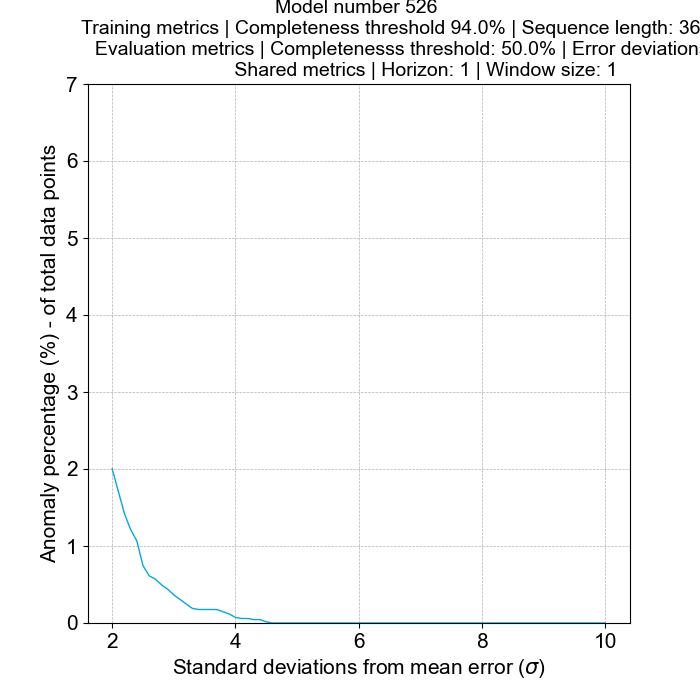 Model number 526
Training metrics | Completeness threshold 94.0% | Sequence length: 36
Evaluation metrics | Completenesss threshold: 50.0% | Error deviation
Shared metrics | Horizon: 1 | Window size: 1
7
6
5
4
3
2
1
0
Anomaly percentage (%) - of total data points
2 4 6 8 10
Standard deviations from mean error (σ)